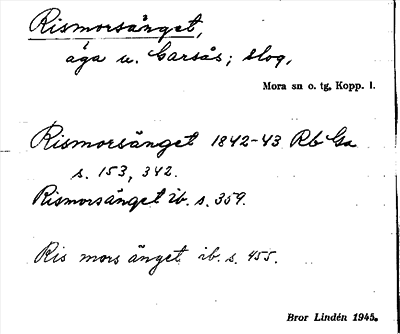 Rismorsänget,
äga u. Garsås; slog,
Mora sn o. tg, Kopp. l.
Rismorsänget 1842-43 Rb Ga
s. 153, 342.
Rismorsänget ib. s. 359.
Ris mors änget ib. s. 455.
Bror Lindén 1945.